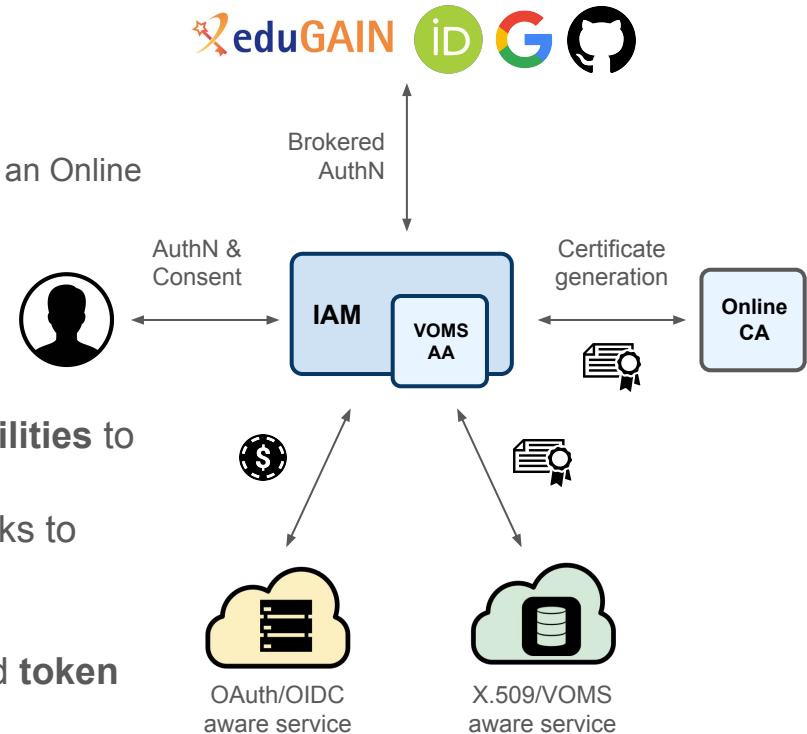 eduGAIN iD G
Brokered
AuthN
an Online
AuthN &
Consent
Certificate
generation
IAM
VOMS
AA
Online
CA
ilities to
$
ks to
d token
OAuth/OIDC
aware service
X.509/VOMS
aware service